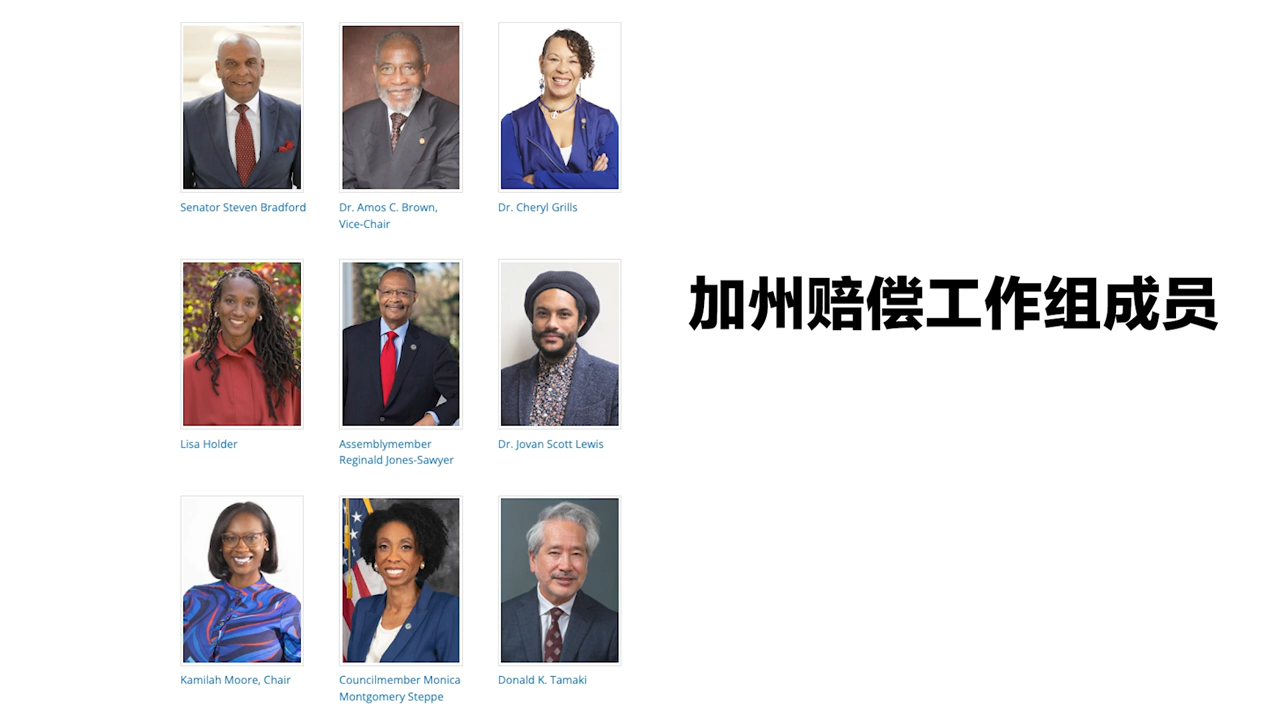 Senator Steven Bradford
Dr. Amos C. Brown,
Vice-Chair
Dr. Cheryl Grills
加州赔偿工作组成员
Lisa Holder
Assemblymember
Reginald Jones-Sawyer
Dr. Jovan Scott Lewis
Kamilah Moore, Chair
Councilmember Monica
Montgomery Steppe
Donald K. Tamaki